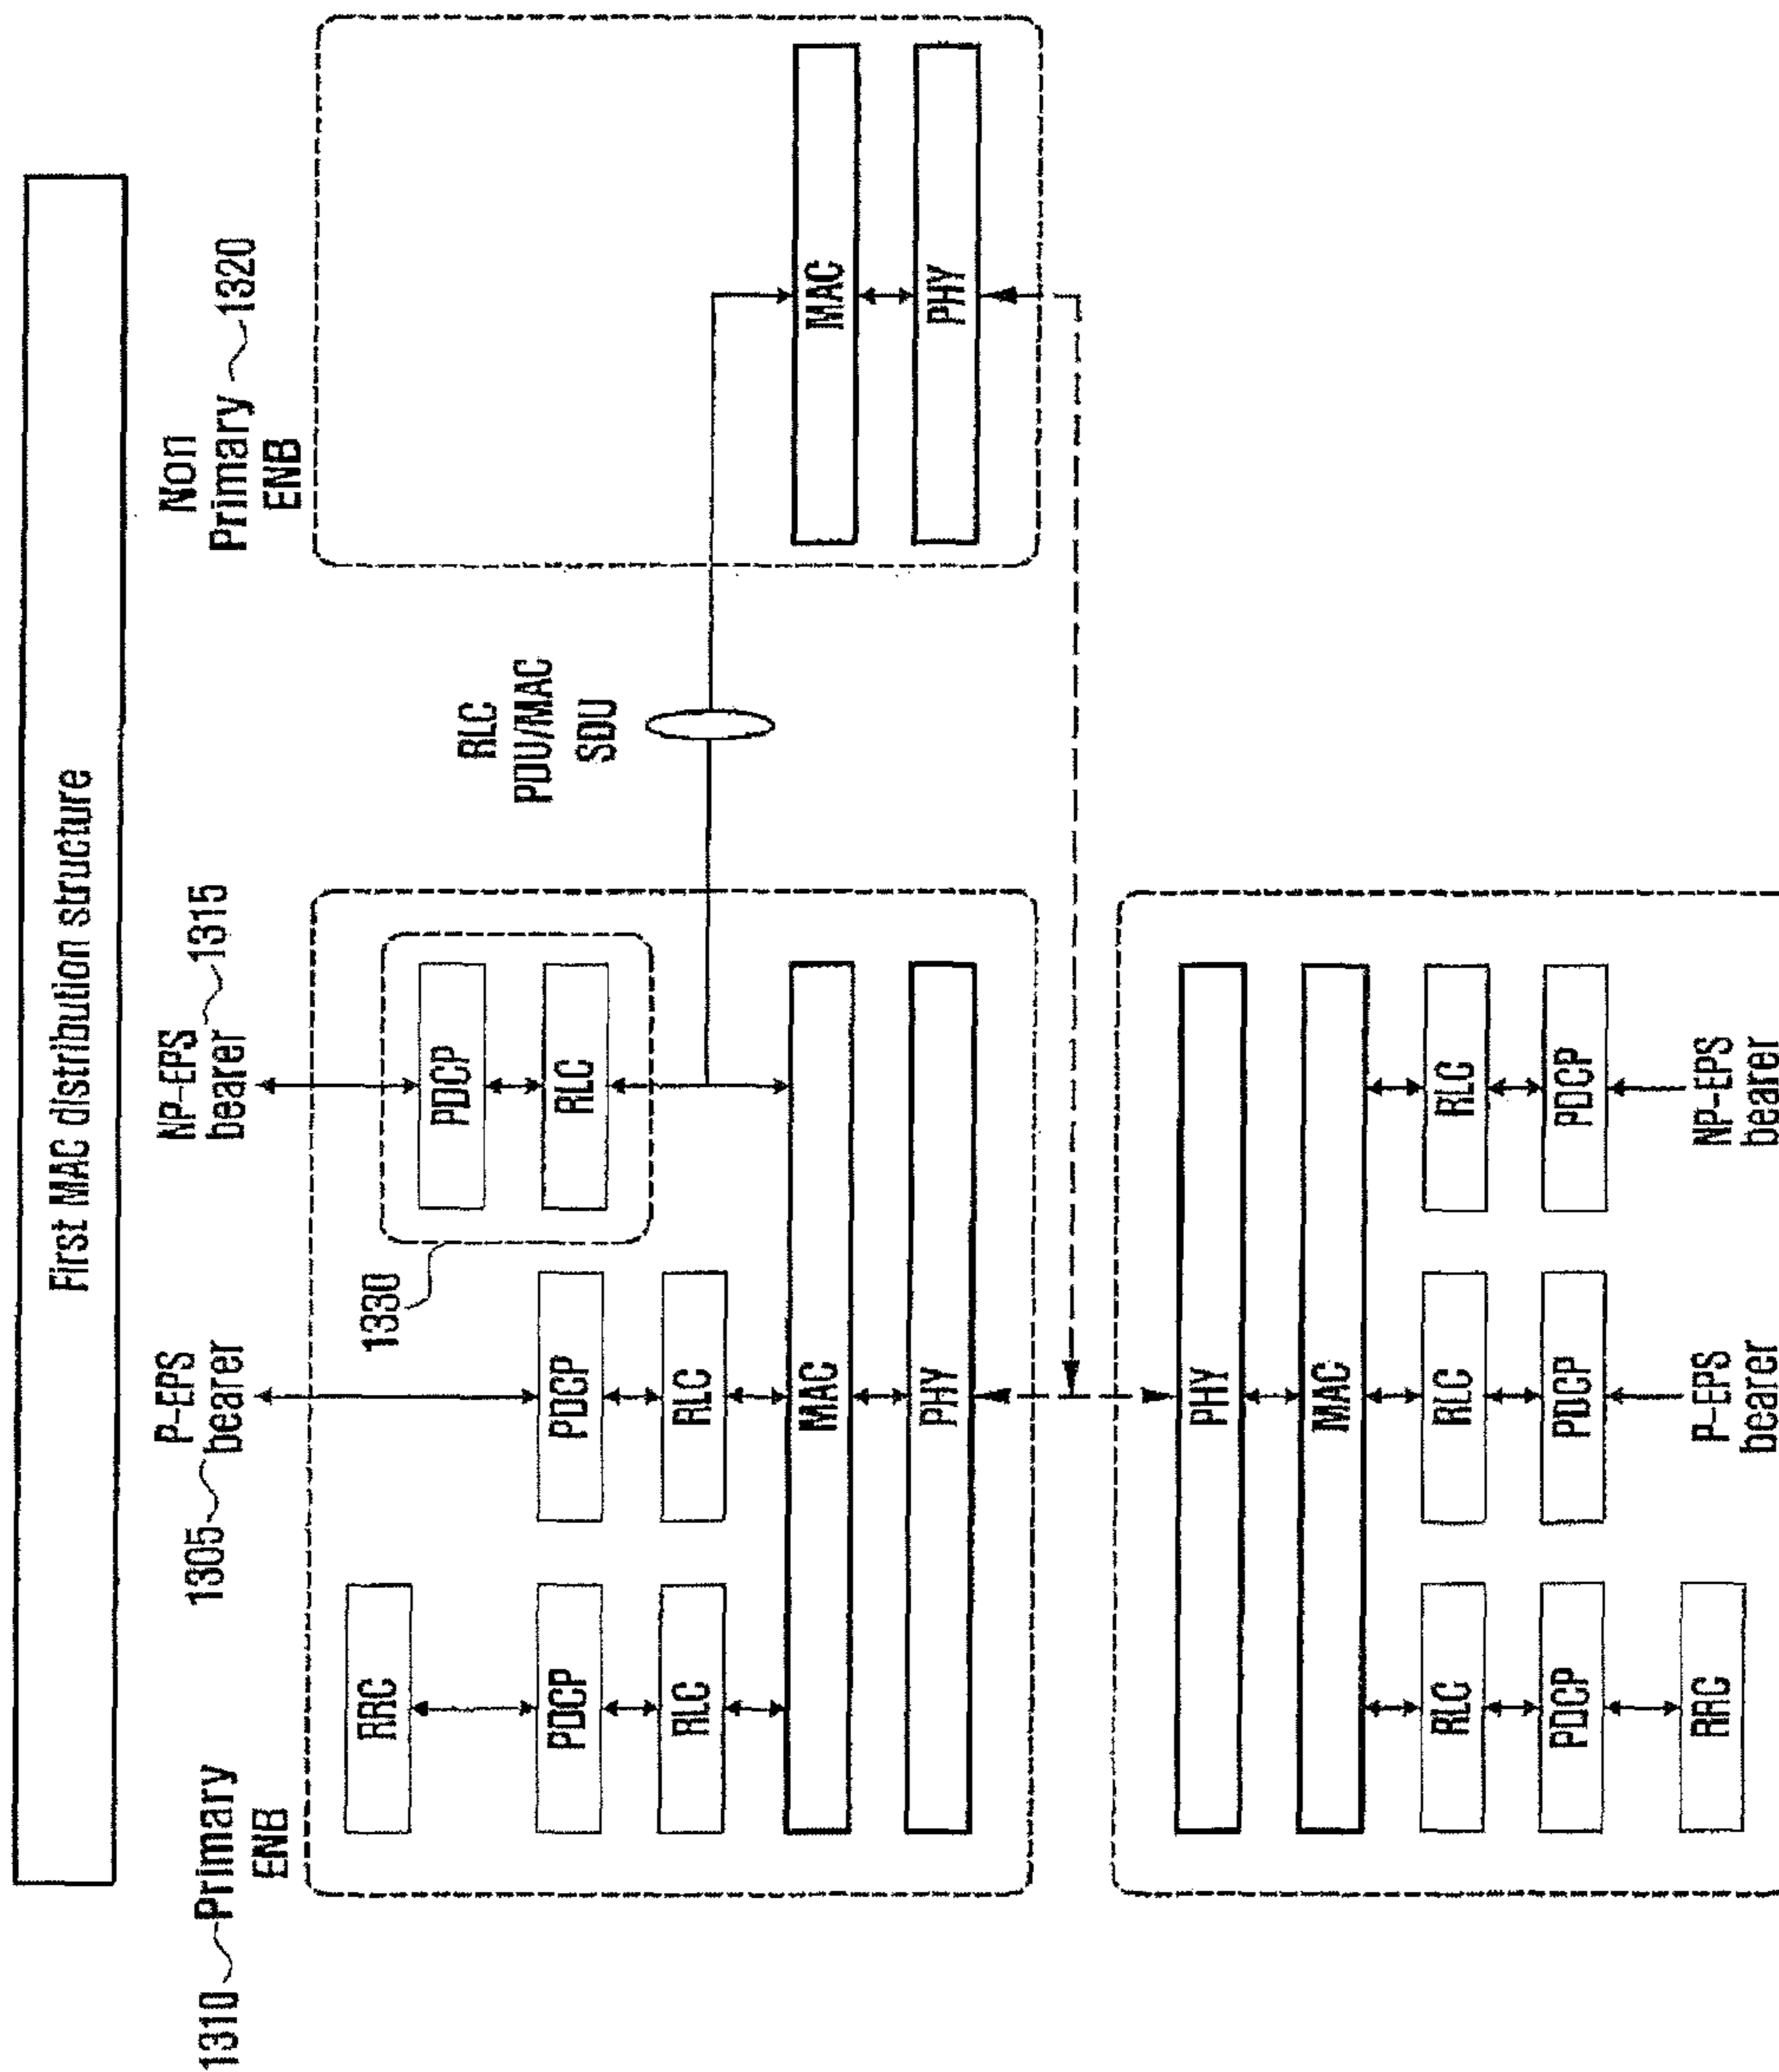 First MAC distribution structure
1310
Primary
ENB
1305
P-EPS
bearer
NP-EPS
bearer
1315
Non
Primary
ENB
1320
RRC
PDCP
RLC
PDCP
RLC
1330
PDCP
RLC
MAC
PHY
RLC
PDU/MAC
SDU
MAC
PHY
PHY
MAC
RLC
PDCP
RRC
RLC
PDCP
RLC
PDCP
P-EPS
bearer
NP-EPS
bearer